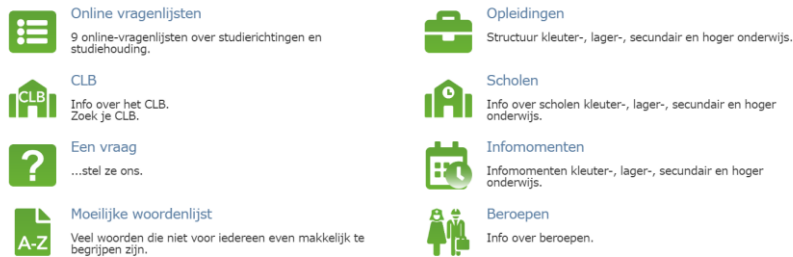 Online vragenlijsten
9 online-vragenlijsten over studierichtingen en
studiehouding.
CLB
CLB
Info over het CLB.
Zoek je CLB.
?
Een vraag
...stel ze ons.
A-Z
Moeilijke woordenlijst
Veel woorden die niet voor iedereen even makkelijk te
begrijpen zijn.
Opleidingen
Structuur kleuter-, lager-, secundair en hoger onderwijs.
Scholen
Info over scholen kleuter-, lager-, secundair en hoger
onderwijs.
Infomomenten
Infomomenten kleuter-, lager-, secundair en hoger
onderwijs.
Beroepen
Info over beroepen.